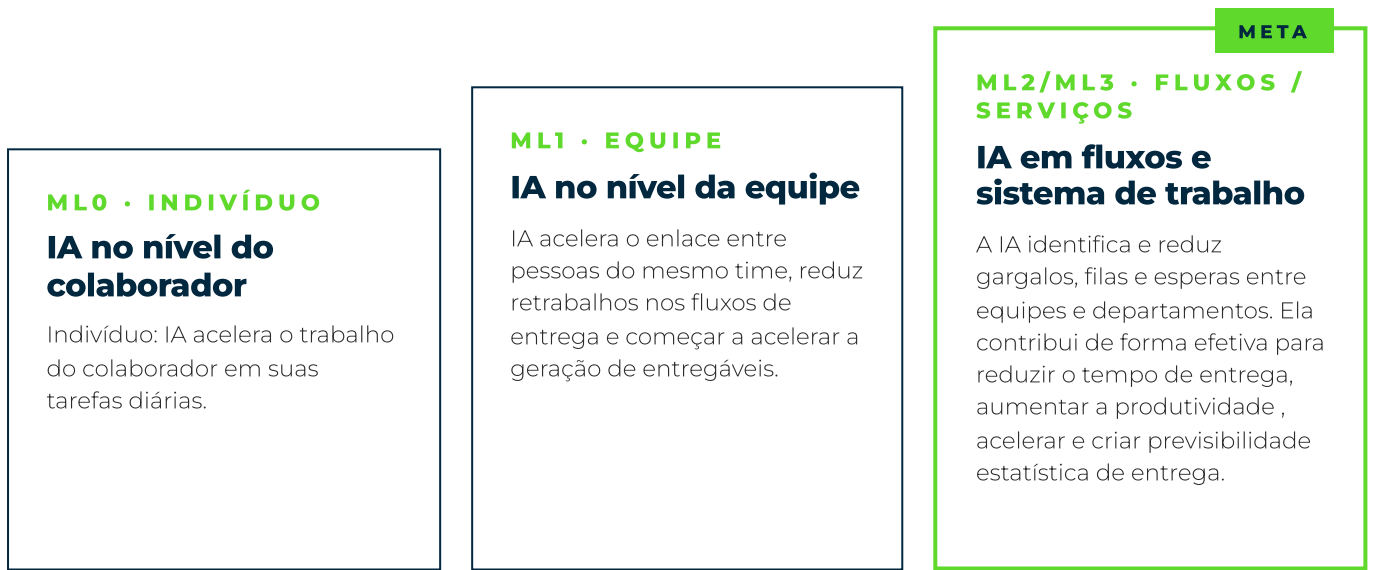 ML0 · INDIVÍDUO
IA no nível do
colaborador
Indivíduo: IA acelera o trabalho
do colaborador em suas
tarefas diárias.
ML1 · EQUIPE
IA no nível da equipe
IA acelera o enlace entre
pessoas do mesmo time, reduz
retrabalhos nos fluxos de
entrega e começar a acelerar a
geração de entregáveis.
META
ML2/ML3 · FLUXOS /
SERVIÇOS
IA em fluxos e
sistema de trabalho
A IA identifica e reduz
gargalos, filas e esperas entre
equipes e departamentos. Ela
contribui de forma efetiva para
reduzir o tempo de entrega,
aumentar a produtividade ,
acelerar e criar previsibilidade
estatística de entrega.